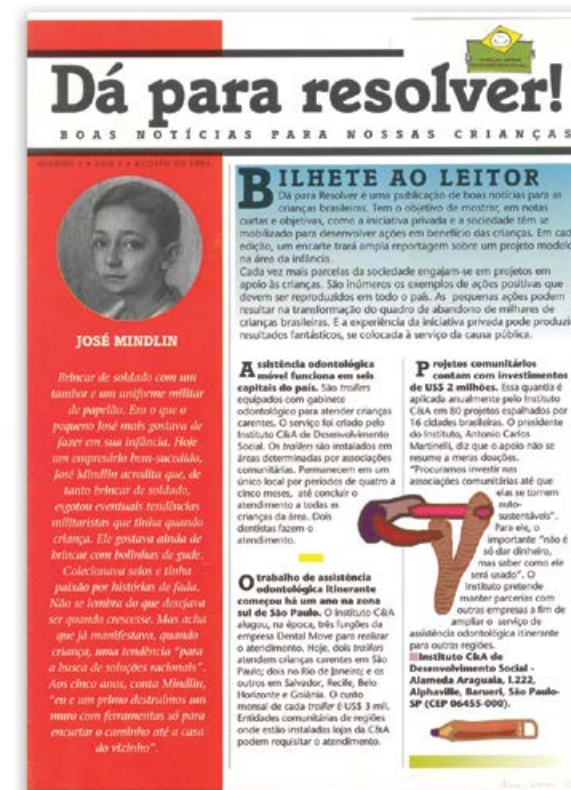 Dá para resolver!
BOAS NOTÍCIAS PARA NOSSAS CRIANÇAS
NÚMERO 1 • ANO 1 • AGOSTO DE
JOSÉ MINDLIN
Brincar de soldado com um
tambor e um uniforme militar
de papelão. Era o que o
pequeno José mais gostava de
fazer em sua infância. Hoje
um empresário bem-sucedido,
José Mindlin acredita que, de
tanto brincar de soldado,
esgotou eventuais tendências
militaristas que tinha quando
criança. Ele gostava ainda de
brincar com bolinhas de gude.
Colecionava selos e tinha
paixão por histórias de fada.
Não se lembra do que desejava
ser quando crescesse. Mas acha
que já manifestava, quando
criança, uma tendência "para
a busca de soluções racionais".
Aos cinco anos, conta Mindlin,
"eu e um primo destruímos um
muro com ferramentas só para
encurtar o caminho até a casa
do vizinho".
BILHETE AO LEITOR
Dá para Resolver é uma publicação de boas notícias para as
crianças brasileiras. Tem o objetivo de mostrar, em notas
curtas e objetivas, como a iniciativa privada e a sociedade têm se
mobilizado para desenvolver ações em benefício das crianças. Em cad
edição, um encarte trará ampla reportagem sobre um projeto modelo
na área da infância.
Cada vez mais parcelas da sociedade engajam-se em projetos em
apoio às crianças. São inúmeros os exemplos de ações positivas que
devem ser reproduzidos em todo o país. As pequenas ações podem
resultar na transformação do quadro de abandono de milhares de
crianças brasileiras. E a experiência da iniciativa privada pode produzi
resultados fantásticos, se colocada à serviço da causa pública.
Assistência odontológica
móvel funciona em seis
capitais do país. São trailers
equipados com gabinete
odontológico para atender crianças
carentes. O serviço foi criado pelo
Instituto C&A de Desenvolvimento
Social. Os trailers são instalados em
áreas determinadas por associações
comunitárias. Permanecem em um
único local por períodos de quatro a
cinco meses, até concluir o
atendimento a todas as
crianças da área. Dois
dentistas fazem o
atendimento.
O trabalho de assistência
odontológica itinerante
começou há um ano na zona
sul de São Paulo. O Instituto C&A
alugou, na época, três furgões da
empresa Dental Move para realizar
o atendimento. Hoje, dois trailers
atendem crianças carentes em São
Paulo; dois no Rio de Janeiro; e os
outros em Salvador, Recife, Belo
Horizonte e Goiânia. O custo
mensal de cada trailer é US$ 3 mil.
Entidades comunitárias de regiões
onde estão instaladas lojas da C&A
podem requisitar o atendimento.
Projetos comunitários
contam com investimentos
de US$ 2 milhões. Essa quantia é
aplicada anualmente pelo Instituto
C&A em 80 projetos espalhados por
16 cidades brasileiras. O presidente
do Instituto, Antonio Carlos
Martinelli, diz que o apoio não se
resume a meras doações.
"Procuramos investir nas
associações comunitárias até que
elas se tornem
auto-
sustentáveis".
Para ele, o
importante "não é
só dar dinheiro,
mas saber como ele
será usado". O
Instituto pretende
manter parcerias com
outras empresas a fim de
ampliar o serviço de
assistência odontológica itinerante
para outras regiões.
Instituto C&A de
Desenvolvimento Social -
Alameda Araguaia, 1.222,
Alphaville, Barueri, São Paulo-
SP (CEP 06455-000).